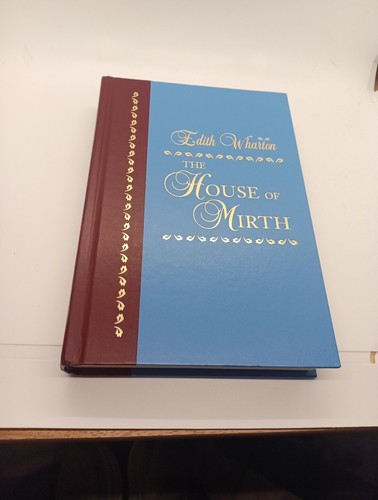 Edith Wharton
THE
HOUSE OF
MIRTH